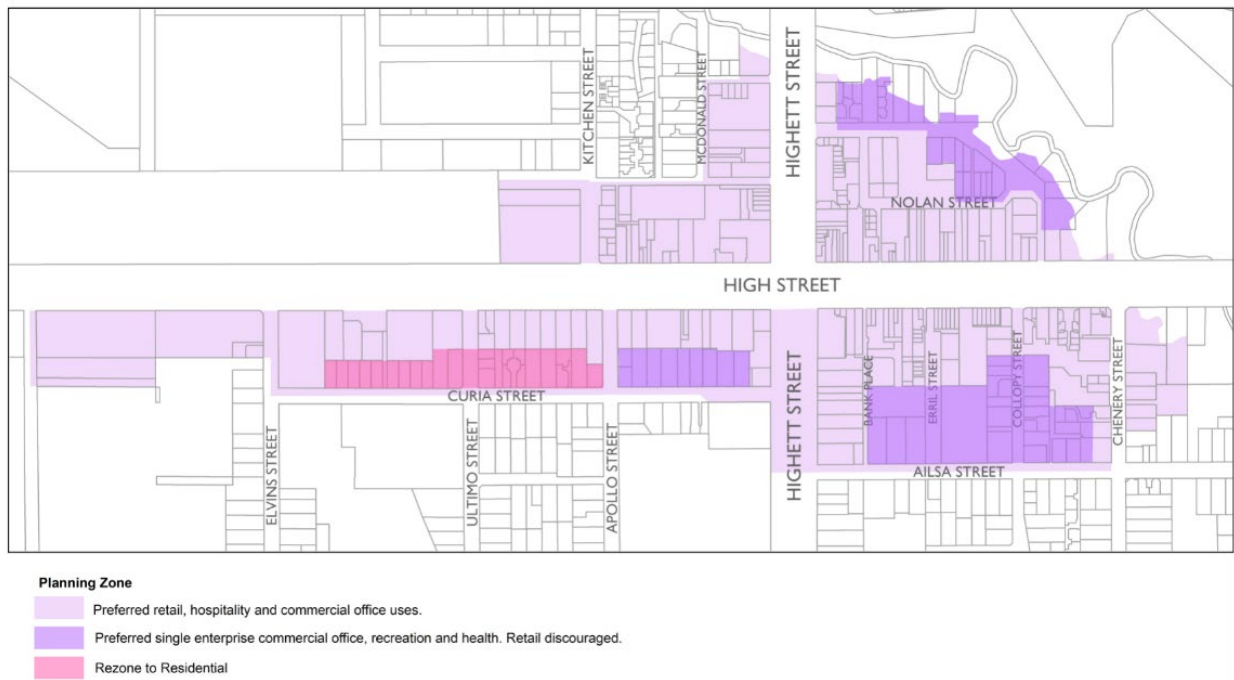 KITCHEN STREET
MCDONALD STREET
HIGHETT STREET
NOLAN STREET
HIGH STREET
CURIA STREET
ELVINS STREET
ULTIMO STREET
APOLLO STREET
HIGHETT STREET
BANK PLACE
ERRIL STREET
COLLOPY STREET
CHENERY STREET
AILSA STREET
Planning Zone
Preferred retail, hospitality and commercial office uses.
Preferred single enterprise commercial office, recreation and health. Retail discouraged.
Rezone to Residential